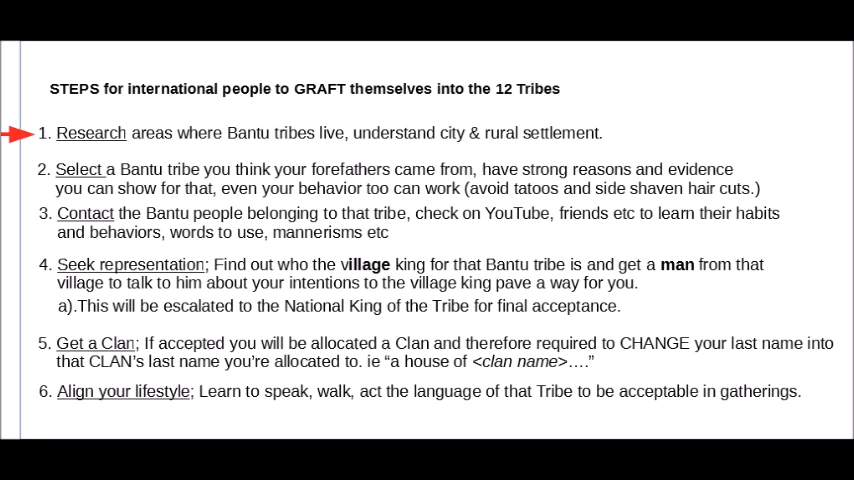 STEPS for international people to GRAFT themselves into the 12 Tribes
1. Research areas where Bantu tribes live, understand city & rural settlement.
2. Select a Bantu tribe you think your forefathers came from, have strong reasons and evidence
you can show for that, even your behavior too can work (avoid tatoos and side shaven hair cuts.)
3. Contact the Bantu people belonging to that tribe, check on YouTube, friends etc to learn their habits
and behaviors, words to use, mannerisms etc
4. Seek representation; Find out who the village king for that Bantu tribe is and get a man from that
village to talk to him about your intentions to the village king pave a way for you.
a).This will be escalated to the National King of the Tribe for final acceptance.
5. Get a Clan; If accepted you will be allocated a Clan and therefore required to CHANGE your last name into
that CLAN's last name you're allocated to. ie “a house of <clan name>....”
6. Align your lifestyle; Learn to speak, walk, act the language of that Tribe to be acceptable in gatherings.